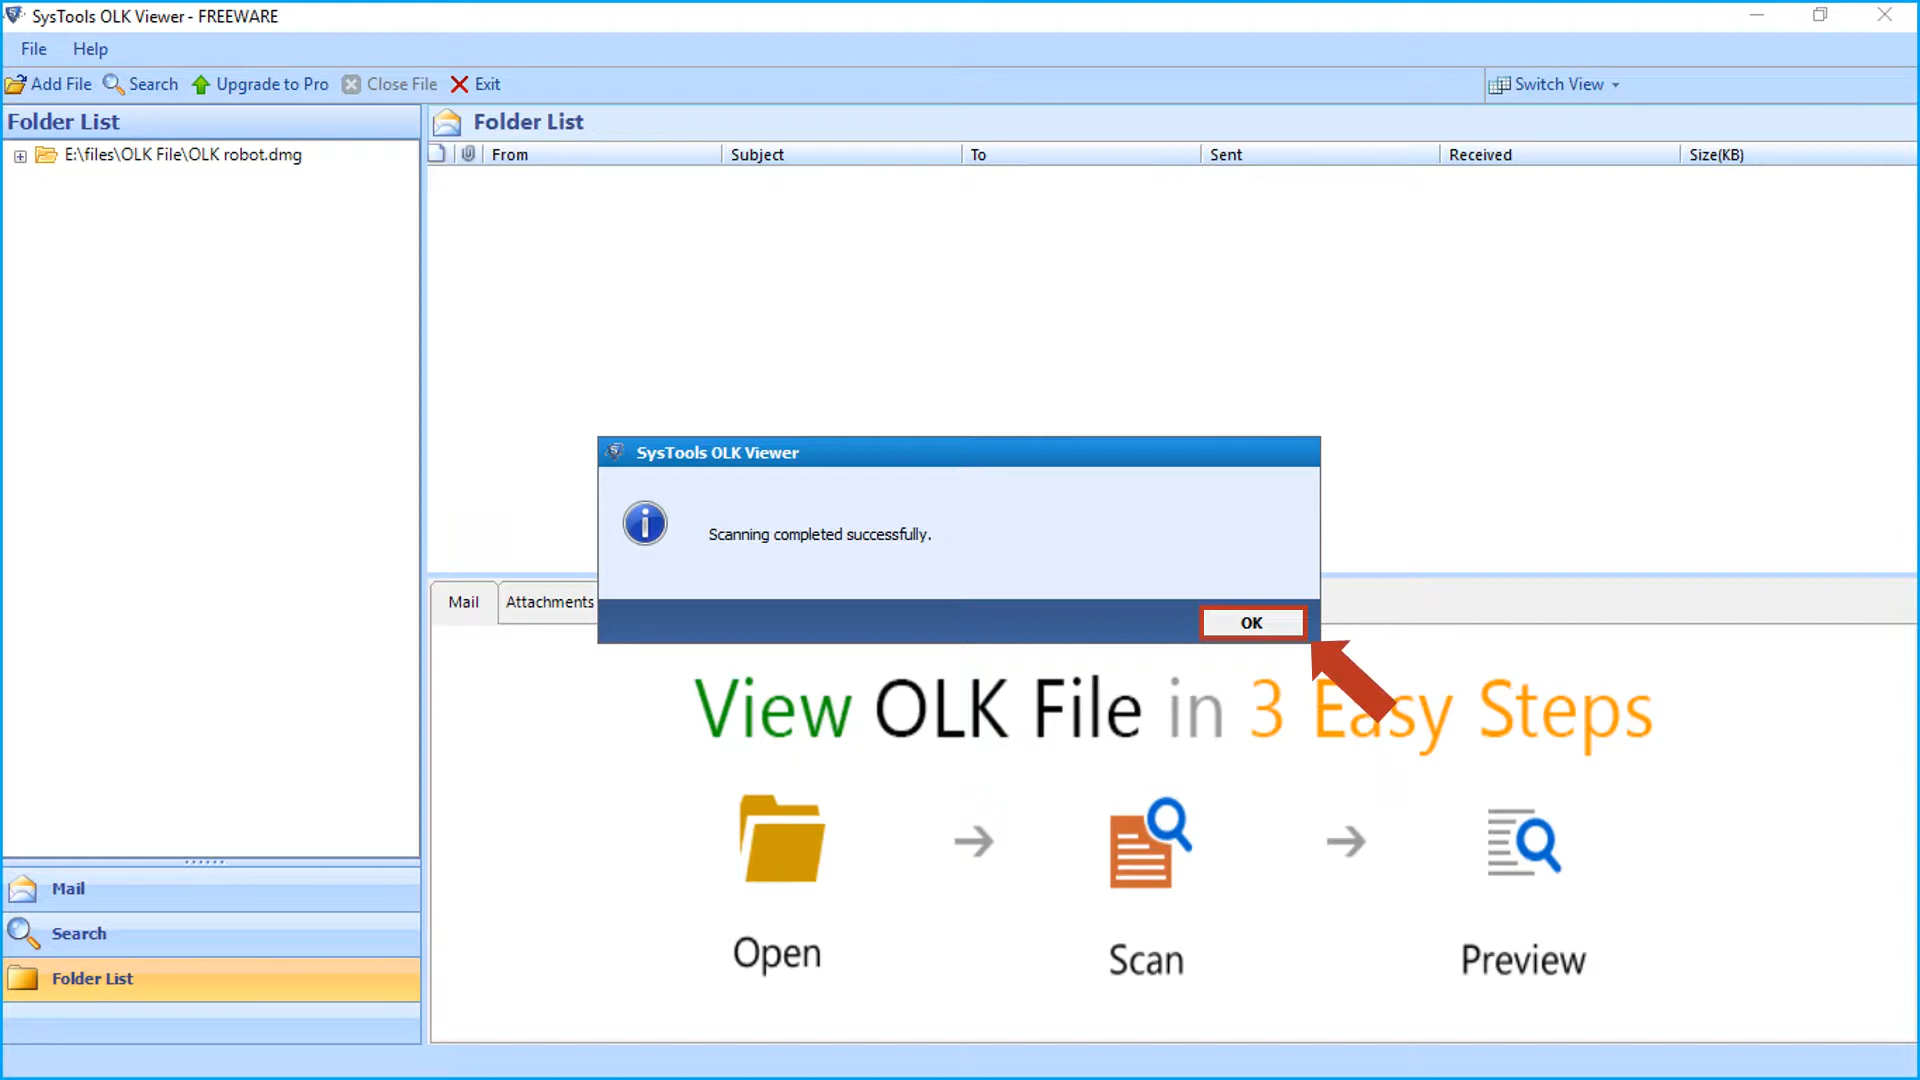 SysTools OLK Viewer - FREEWARE
File Help
Add File Search Upgrade to Pro Close File Exit Switch View
Folder List
E:\files\OLK File\OLK robot.dmg
Folder List
From Subject To Sent Received Size(KB)
SysTools OLK Viewer
Scanning completed successfully.
OK
Mail Attachments
View OLK File in 3 Easy Steps
Open Scan Preview
Mail
Search
Folder List